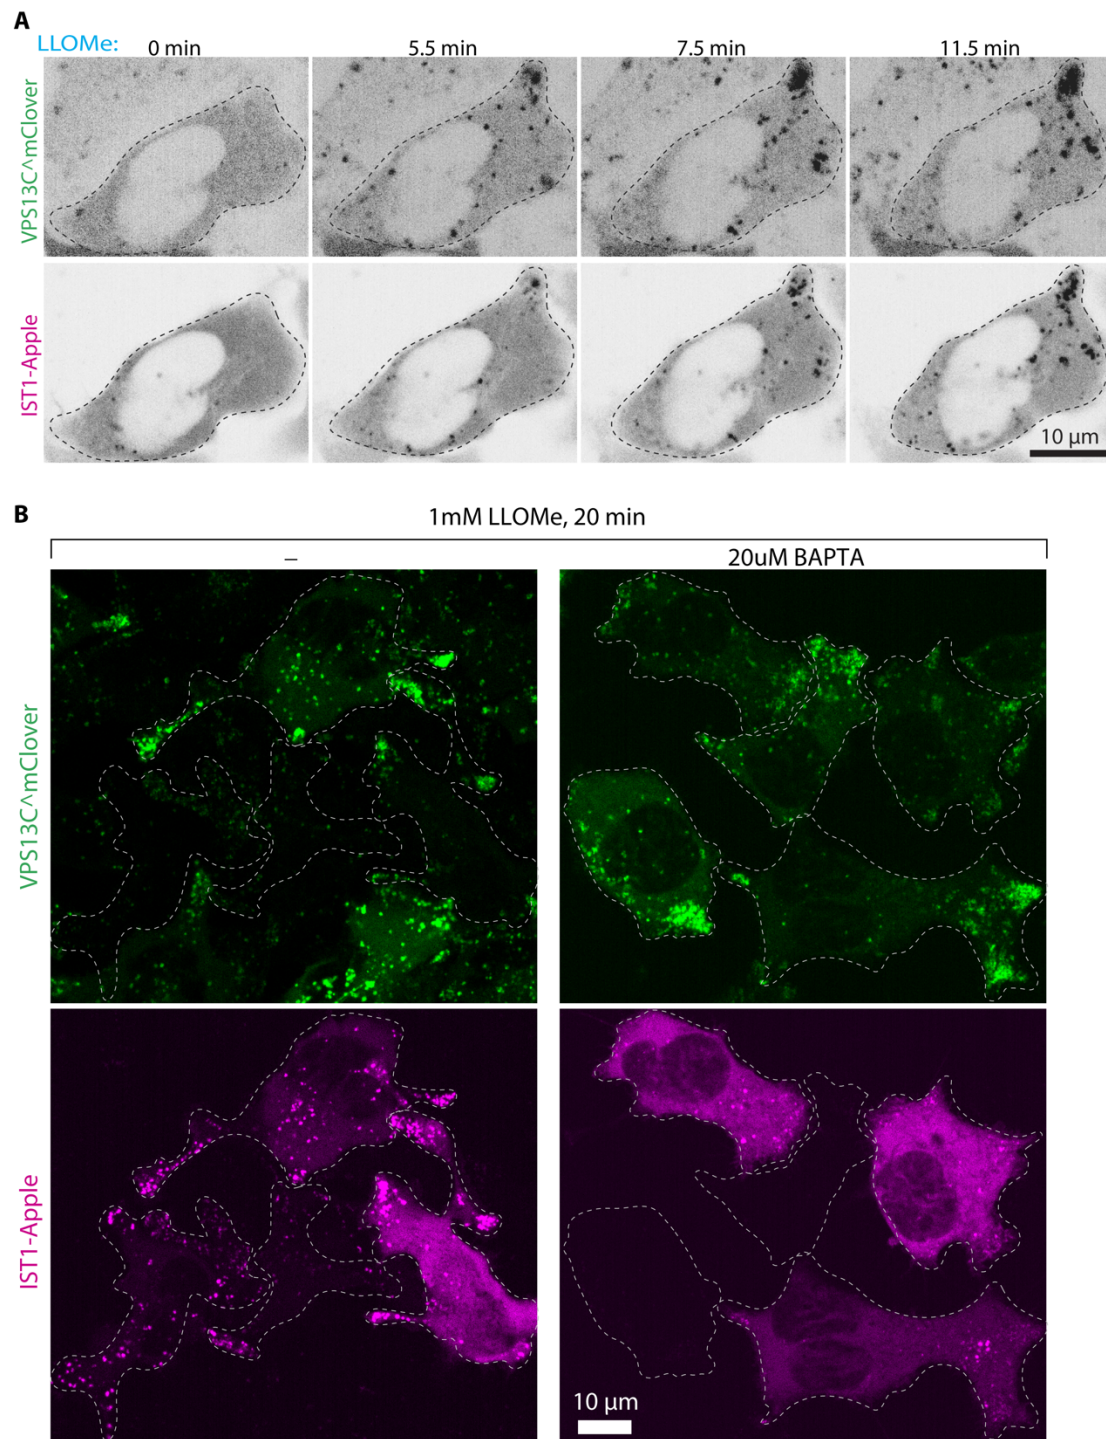 A
LLOMe: 0 min 5.5 min 7.5 min 11.5 min
VPS13C^mClover
IST1-Apple
10 µm
B
1mM LLOMe, 20 min
– 20uM BAPTA
VPS13C^mClover
IST1-Apple
10 µm